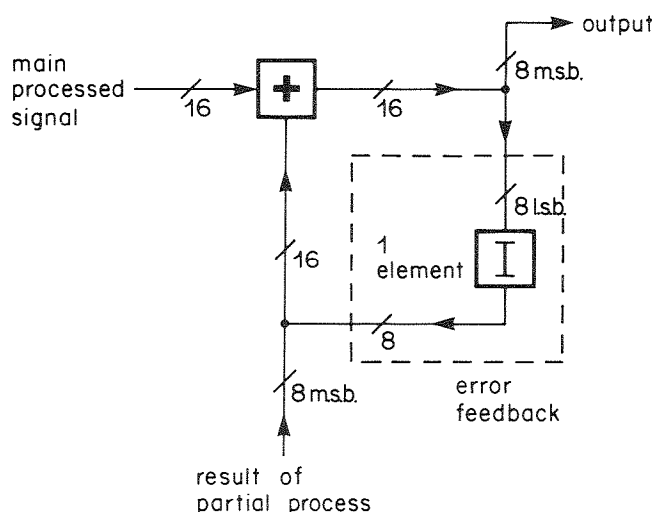 output
main
processed
signal
16
+
16
8 m.s.b.
8 l.s.b.
1
element
I
16
8
8 m.s.b.
error
feedback
result of
partial process